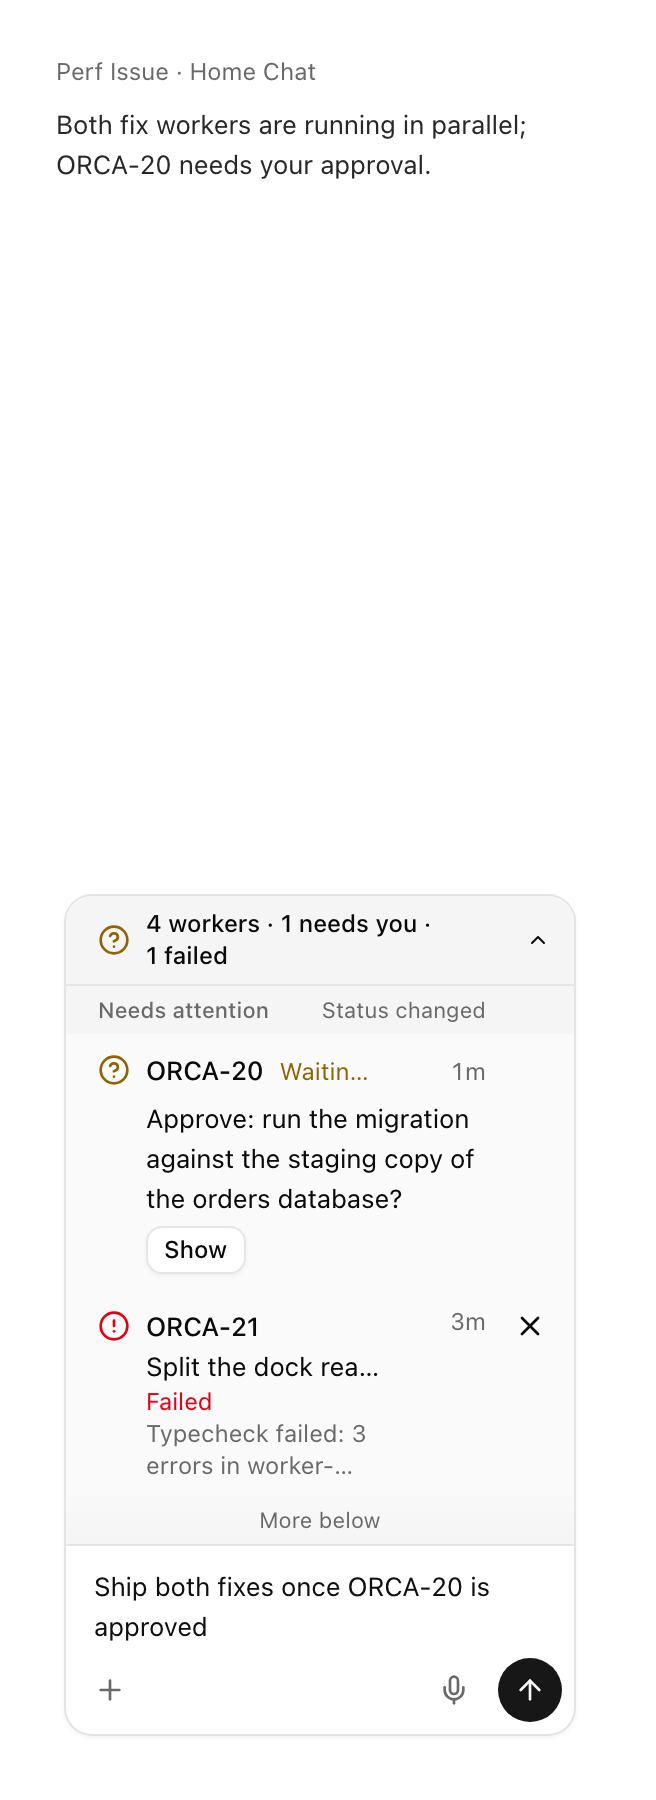 Perf Issue · Home Chat
Both fix workers are running in parallel;
ORCA-20 needs your approval.
4 workers · 1 needs you ·
1 failed
Needs attention Status changed
ORCA-20 Waitin... 1m
Approve: run the migration
against the staging copy of
the orders database?
Show
ORCA-21 3m
Split the dock rea...
Failed
Typecheck failed: 3
errors in worker-...
More below
Ship both fixes once ORCA-20 is
approved